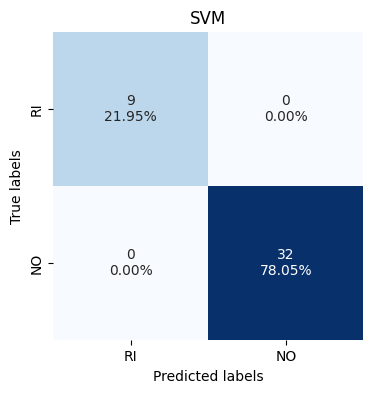 SVM
True labels
RI
9
21.95%
0
0.00%
NO
0
0.00%
32
78.05%
RI
NO
Predicted labels